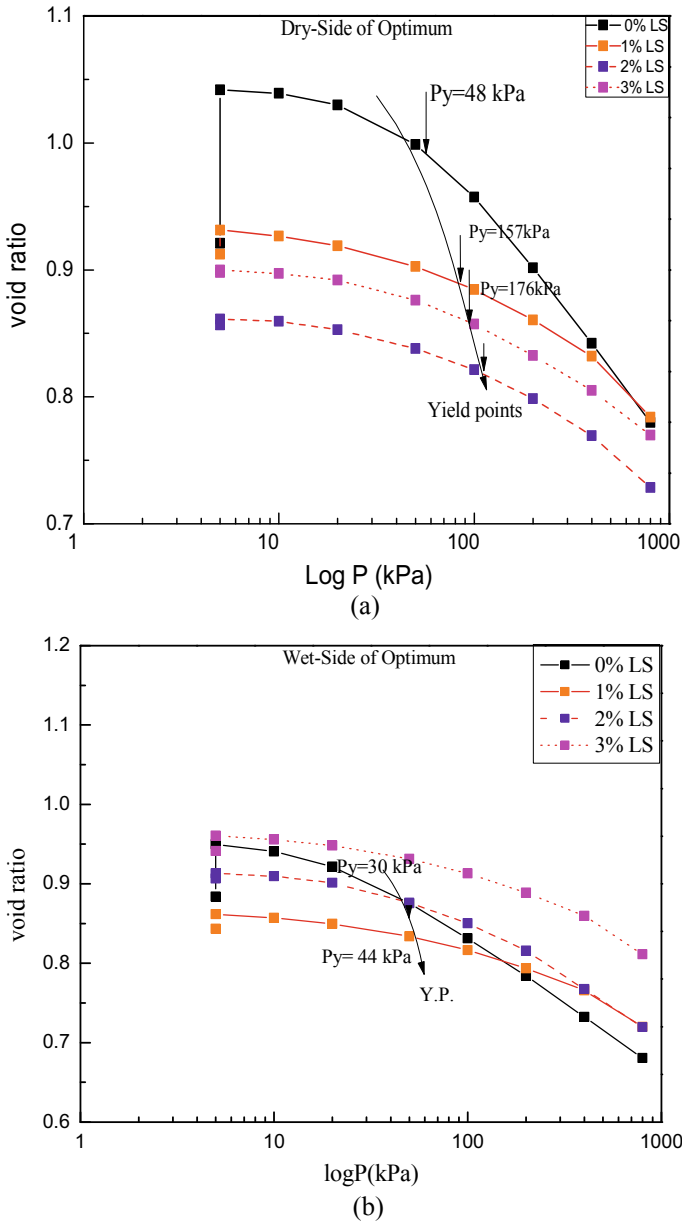 1.1
Dry-Side of Optimum
0% LS
1% LS
2% LS
3% LS
1.0
Py=48 kPa
Py=157kPa
0.9
Py=176kPa
0.8
Yield points
0.7
void ratio
1
10
100
1000
Log P (kPa)
(a)
1.2
Wet-Side of Optimum
0% LS
1% LS
2% LS
3% LS
1.1
1.0
Py=30 kPa
0.9
0.8
Py= 44 kPa
Y.P.
0.7
0.6
void ratio
1
10
100
1000
logP(kPa)
(b)